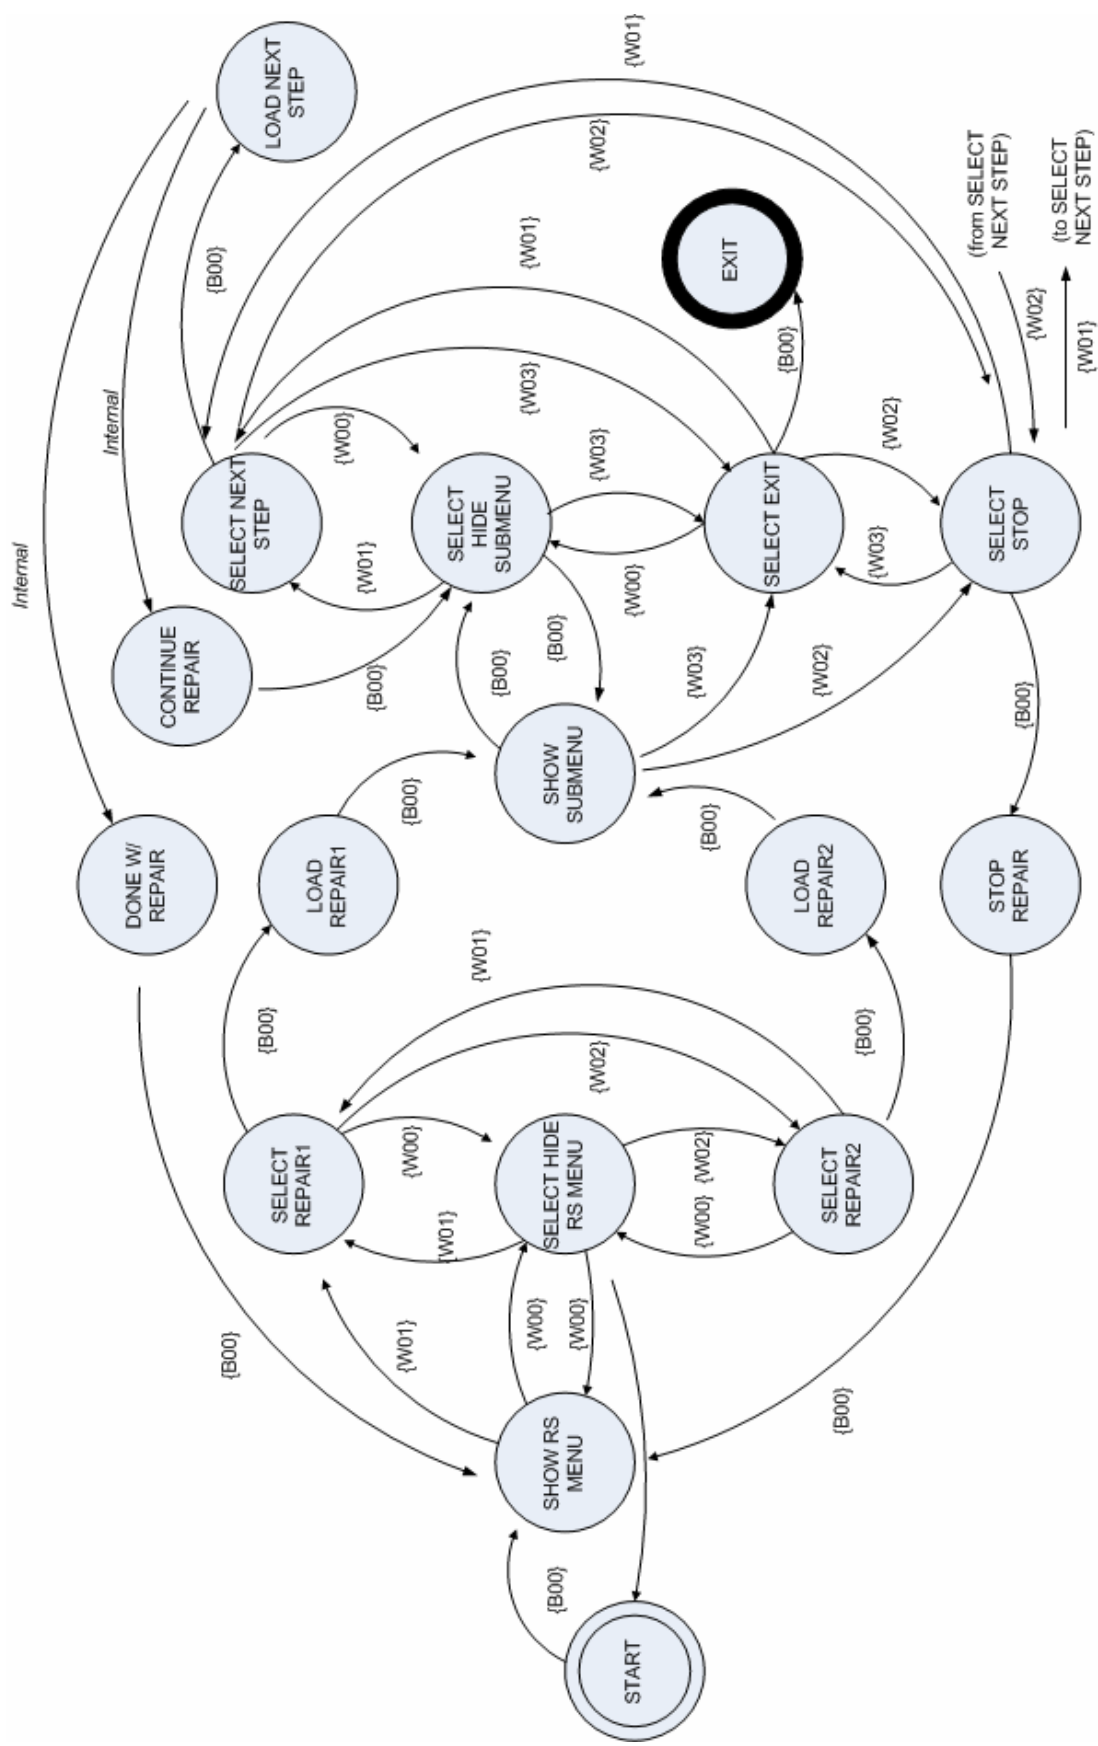 Internal
Internal
DONE W/
REPAIR
CONTINUE
REPAIR
{B00}
{B00}
SELECT NEXT
STEP
LOAD NEXT
STEP
{B00}
SELECT
REPAIR1
LOAD
REPAIR1
{W00}
{W01}
{B00}
{W01}
{B00}
{W00}
{W01}
SELECT
HIDE
SUBMENU
{W01}
{B00}
{W03}
{W01}
{W00}
SHOW RS
MENU
SELECT HIDE
RS MENU
SHOW
SUBMENU
{B00}
{B00}
{W00}
{W03}
{W02}
{W02}
{W01}
START
{W00}
{W03}
{W00}
{W02}
{B00}
EXIT
SELECT EXIT
{B00}
LOAD
REPAIR2
{W02}
SELECT
REPAIR2
{B00}
{B00}
{W03}
{W02}
(from SELECT
NEXT STEP)
SELECT
STOP
STOP
REPAIR
{B00}
{W02}
(to SELECT
NEXT STEP)
{W01}